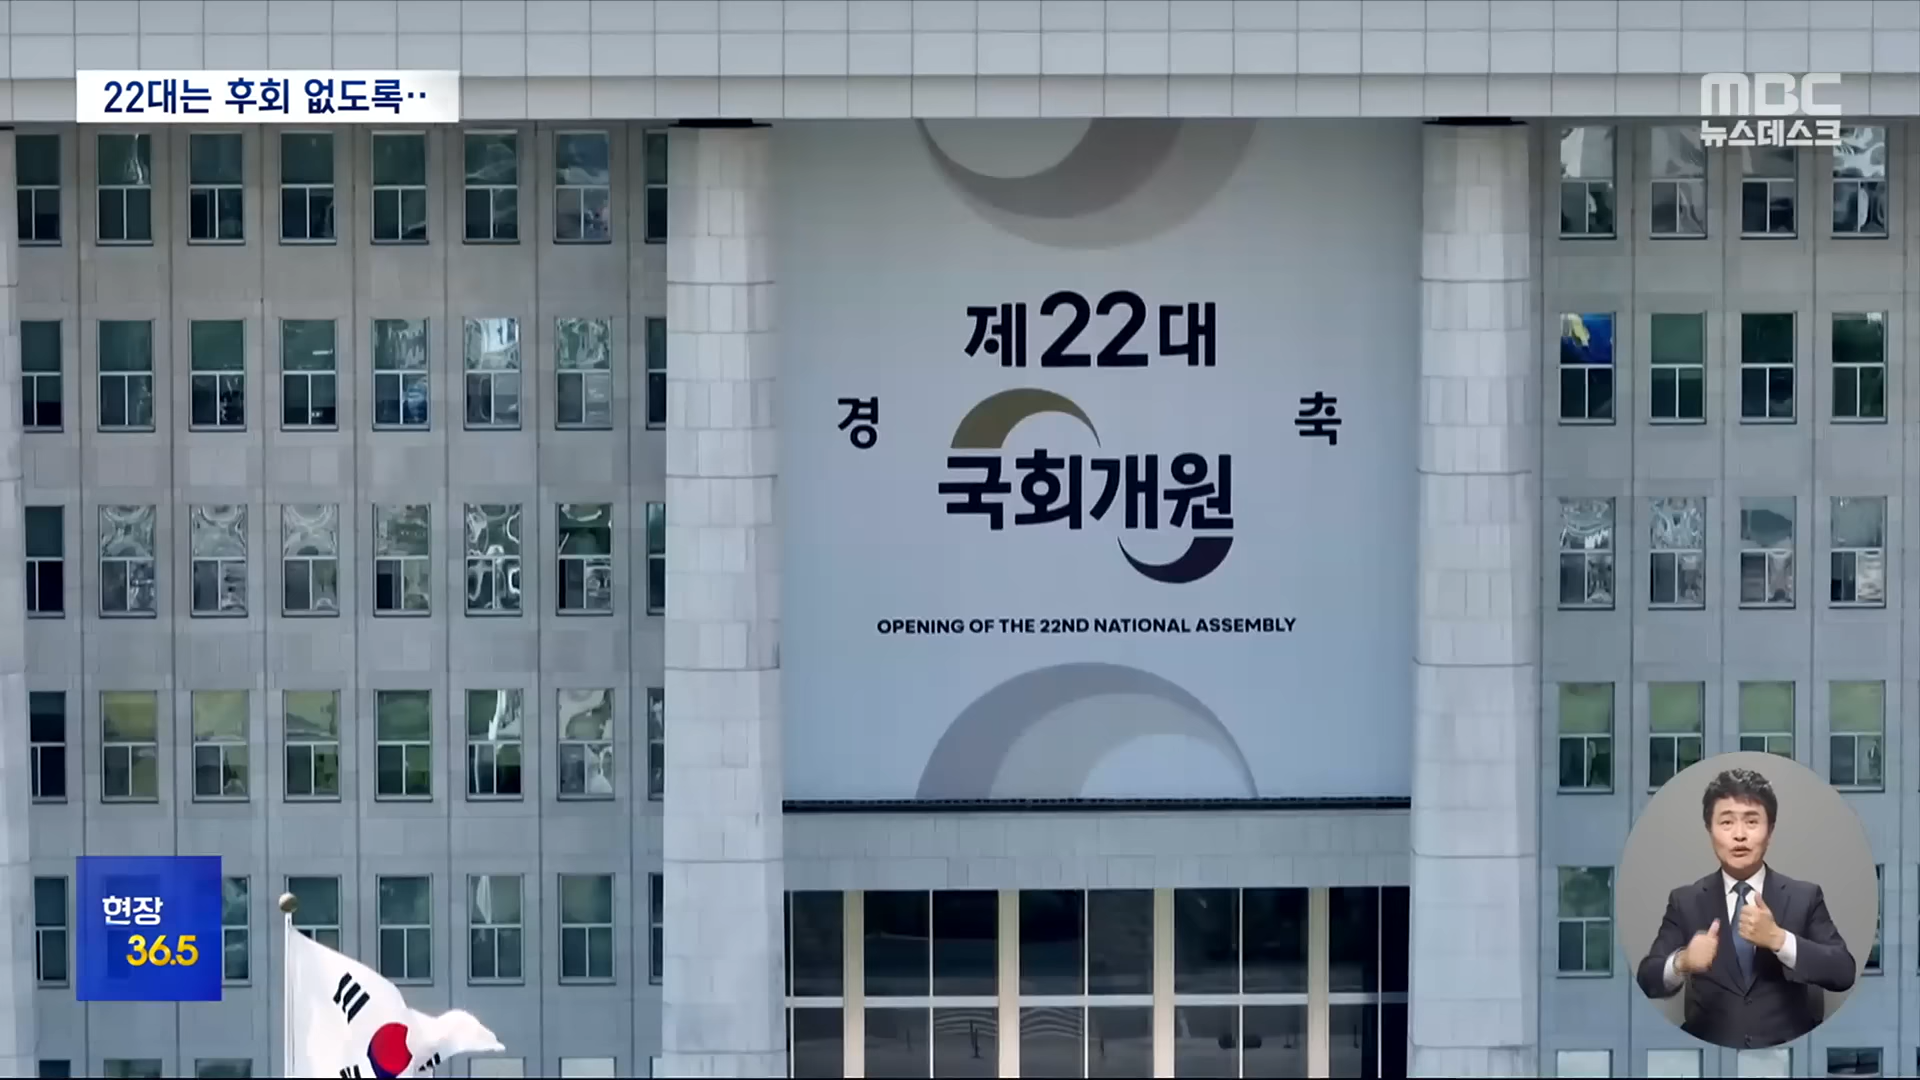 22대는 후회 없도록··
MBC
뉴스데스크
제22대
경 축
국회개원
OPENING OF THE 22ND NATIONAL ASSEMBLY
현장
36.5